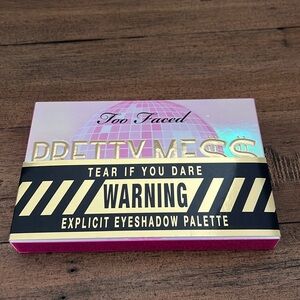 Too Faced
PRETTY MESS
TEAR IF YOU DARE
WARNING
EXPLICIT EYESHADOW PALETTE